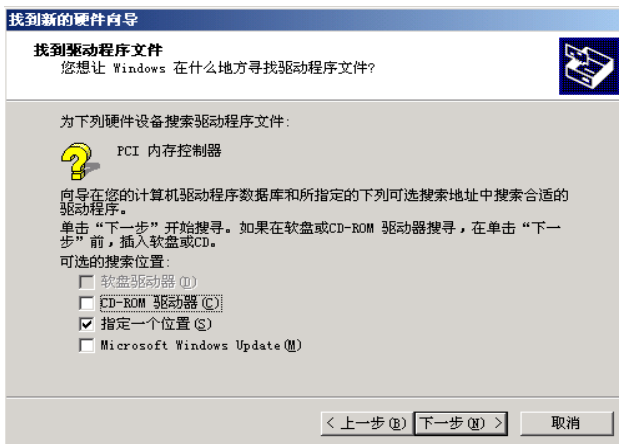 找到新的硬件向导
找到驱动程序文件
您想让 Windows 在什么地方寻找驱动程序文件?
为下列硬件设备搜索驱动程序文件:
PCI 内存控制器
向导在您的计算机驱动程序数据库和所指定的下列可选搜索地址中搜索合适的
驱动程序。
单击“下一步”开始搜寻。如果在软盘或CD-ROM 驱动器搜寻，在单击“下一
步”前，插入软盘或CD。
可选的搜索位置:
软盘驱动器(D)
CD-ROM 驱动器(C)
指定一个位置(S)
Microsoft Windows Update(M)
< 上一步(B) 下一步(N) > 取消